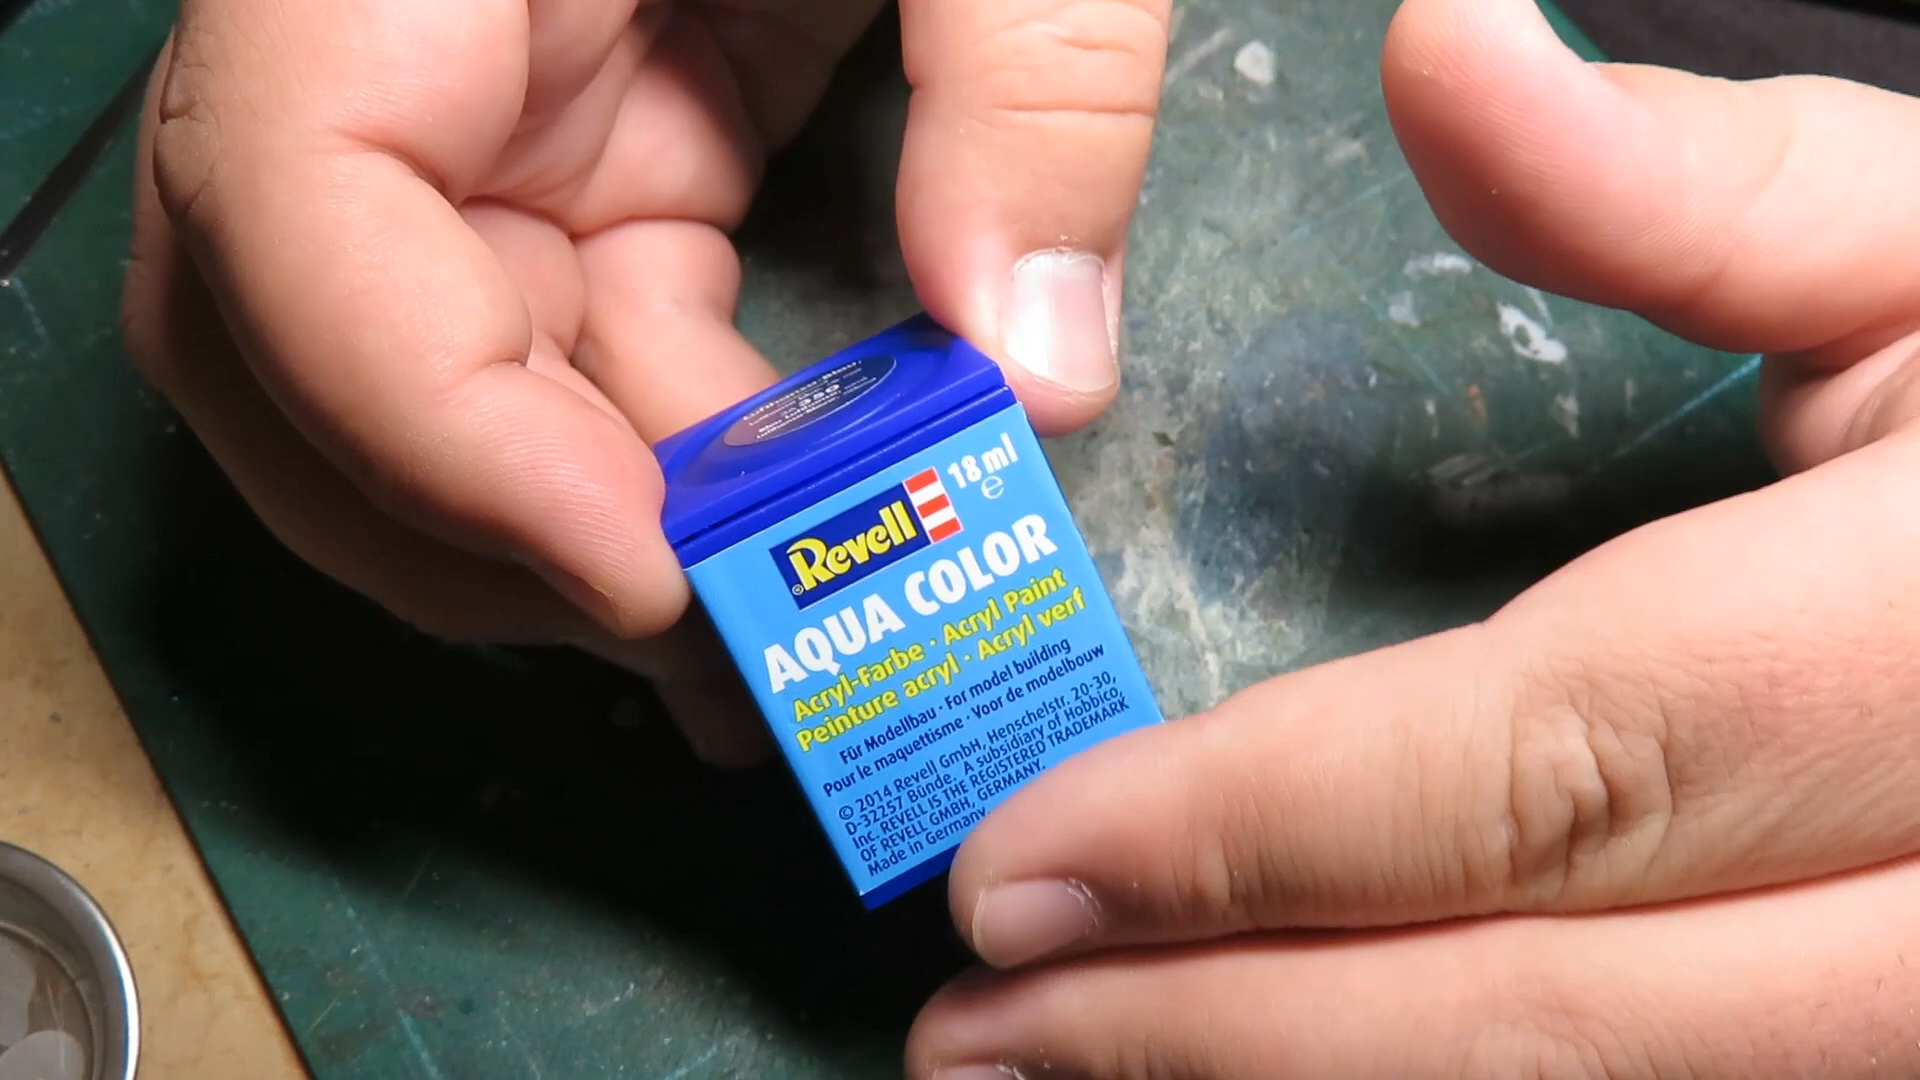 350
18 ml
e
Revell
AQUA COLOR
Acryl-Farbe · Acryl Paint
Peinture acryl · Acryl verf
Für Modellbau · For model building
Pour le maquettisme · Voor de modelbouw
© 2014 Revell GmbH, Henschelstr. 20-30,
D-32257 Bünde. A subsidiary of Hobbico,
Inc. REVELL IS THE REGISTERED TRADEMARK
OF REVELL GMBH, GERMANY.
Made in Germany